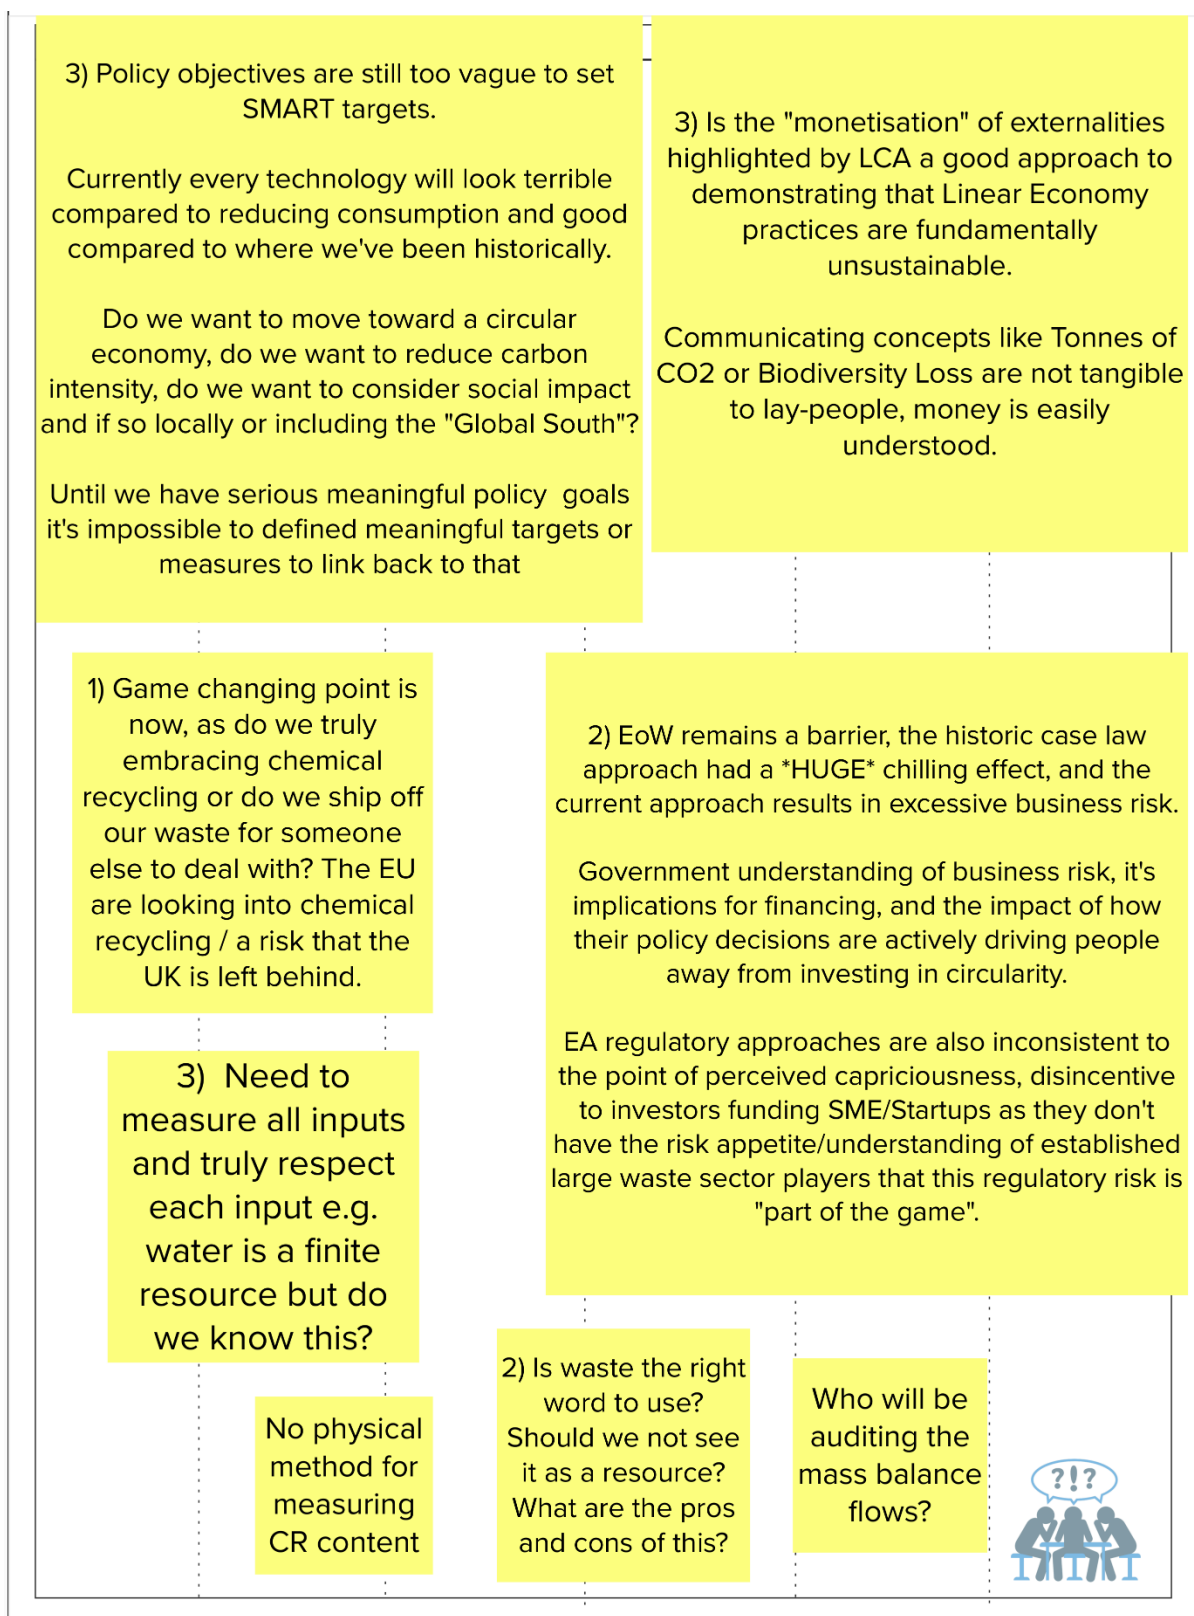 3) Policy objectives are still too vague to set
SMART targets.
Currently every technology will look terrible
compared to reducing consumption and good
compared to where we've been historically.
Do we want to move toward a circular
economy, do we want to reduce carbon
intensity, do we want to consider social impact
and if so locally or including the "Global South"?
Until we have serious meaningful policy  goals
it's impossible to defined meaningful targets or
measures to link back to that
3) Is the "monetisation" of externalities
highlighted by LCA a good approach to
demonstrating that Linear Economy
practices are fundamentally
unsustainable.
Communicating concepts like Tonnes of
CO2 or Biodiversity Loss are not tangible
to lay-people, money is easily
understood.
1) Game changing point is
now, as do we truly
embracing chemical
recycling or do we ship off
our waste for someone
else to deal with? The EU
are looking into chemical
recycling / a risk that the
UK is left behind.
2) EoW remains a barrier, the historic case law
approach had a *HUGE* chilling effect, and the
current approach results in excessive business risk.
Government understanding of business risk, it's
implications for financing, and the impact of how
their policy decisions are actively driving people
away from investing in circularity.
EA regulatory approaches are also inconsistent to
the point of perceived capriciousness, disincentive
to investors funding SME/Startups as they don't
have the risk appetite/understanding of established
large waste sector players that this regulatory risk is
"part of the game".
3)  Need to
measure all inputs
and truly respect
each input e.g.
water is a finite
resource but do
we know this?
No physical
method for
measuring
CR content
2) Is waste the right
word to use?
Should we not see
it as a resource?
What are the pros
and cons of this?
Who will be
auditing the
mass balance
flows?
?!?